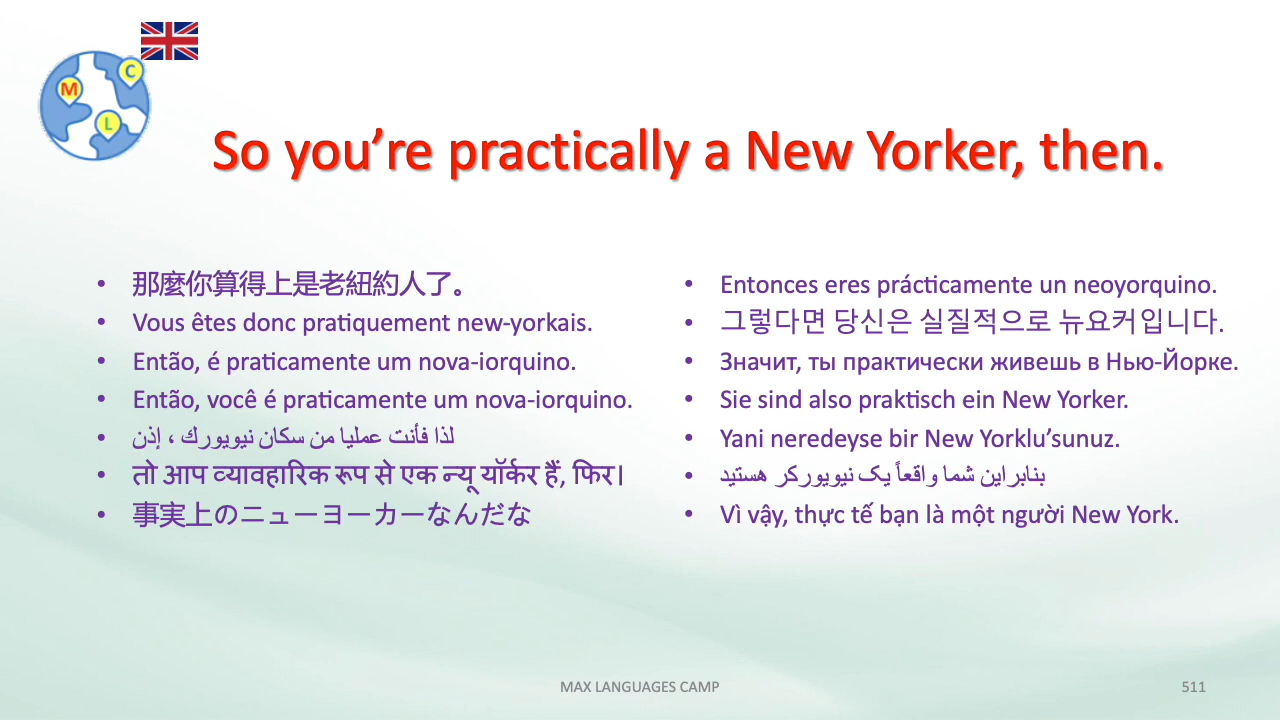 M
C
L
So you’re practically a New Yorker, then.
• 那麼你算得上是老紐約人了。
• Vous êtes donc pratiquement new-yorkais.
• Então, é praticamente um nova-iorquino.
• Então, você é praticamente um nova-iorquino.
• لذا فأنت عمليا من سكان نيويورك ، إذن
• तो आप व्यावहारिक रूप से एक न्यू यॉर्कर हैं, फिर।
• 事実上のニューヨーカーなんだな
• Entonces eres prácticamente un neoyorquino.
• 그렇다면 당신은 실질적으로 뉴요커입니다.
• Значит, ты практически живешь в Нью-Йорке.
• Sie sind also praktisch ein New Yorker.
• Yani neredeyse bir New Yorklu’sunuz.
• بنابراین شما واقعاً یک نیویورکر هستید
• Vì vậy, thực tế bạn là một người New York.
MAX LANGUAGES CAMP
511